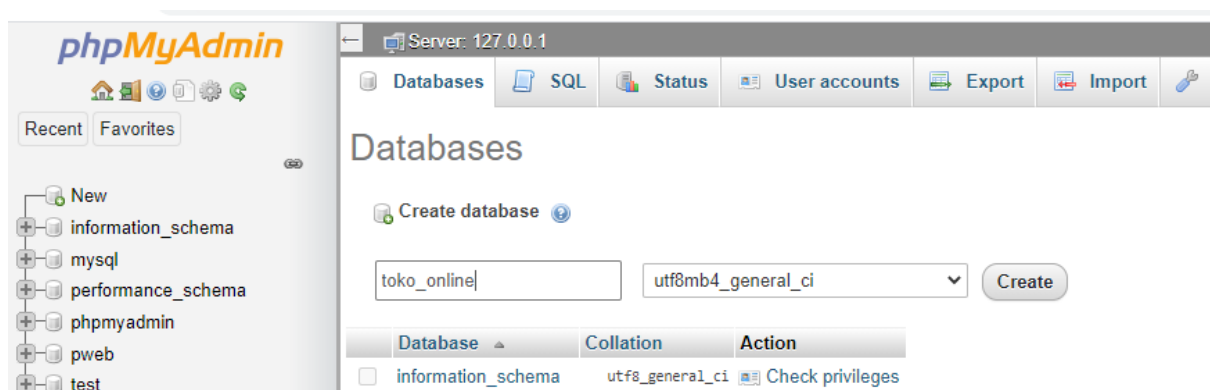 phpMyAdmin
Recent Favorites
New
information_schema
mysql
performance_schema
phpmyadmin
pweb
test
Server: 127.0.0.1
Databases SQL Status User accounts Export Import
Databases
Create database
toko_online utf8mb4_general_ci Create
Database Collation Action
information_schema utf8_general_ci Check privileges